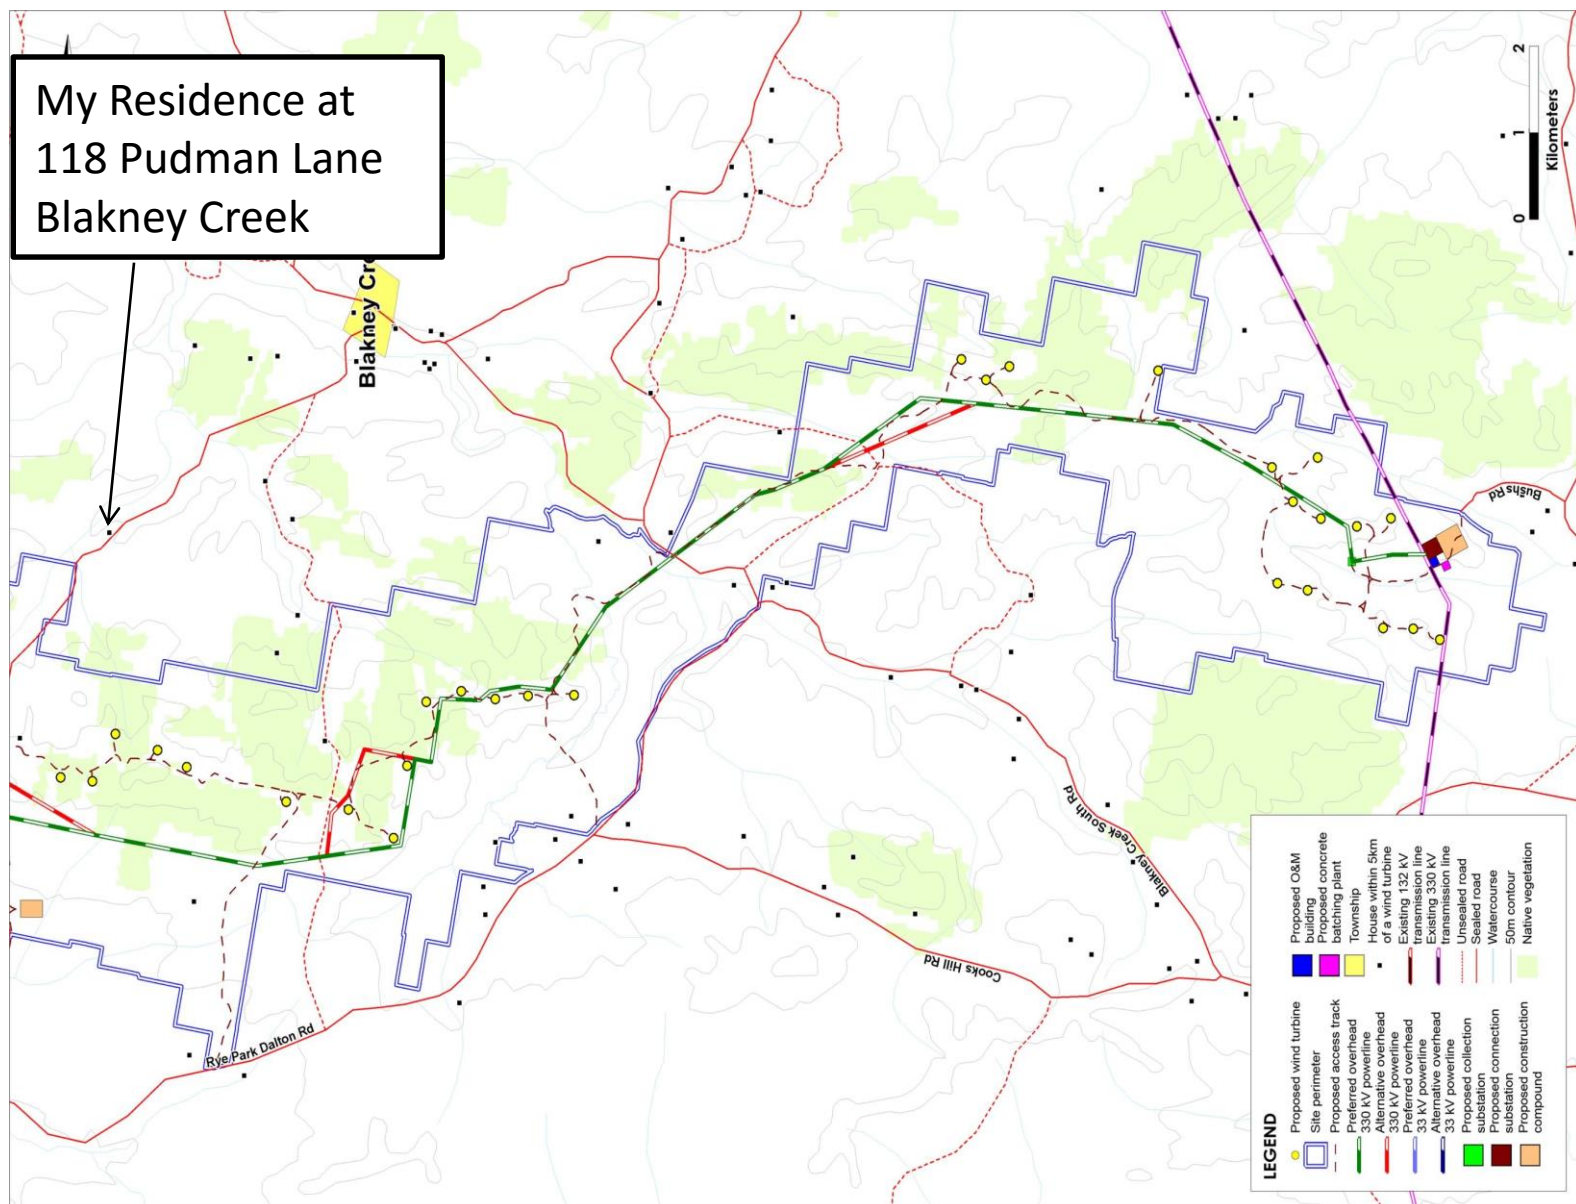 My Residence at
118 Pudman Lane
Blakney Creek
Blakney Cre
Rye Park Dalton Rd
Cooks Hill Rd
Blakney Creek South Rd
Bushs Rd
0 1 2
Kilometers
LEGEND
Proposed wind turbine
Site perimeter
Proposed access track
Preferred overhead
330 kV powerline
Alternative overhead
330 kV powerline
Preferred overhead
33 kV powerline
Alternative overhead
33 kV powerline
Proposed collection
substation
Proposed connection
substation
Proposed construction
compound
Proposed O&M
building
Proposed concrete
batching plant
Township
House within 5km
of a wind turbine
Existing 132 kV
transmission line
Existing 330 kV
transmission line
Unsealed road
Sealed road
Watercourse
50m contour
Native vegetation